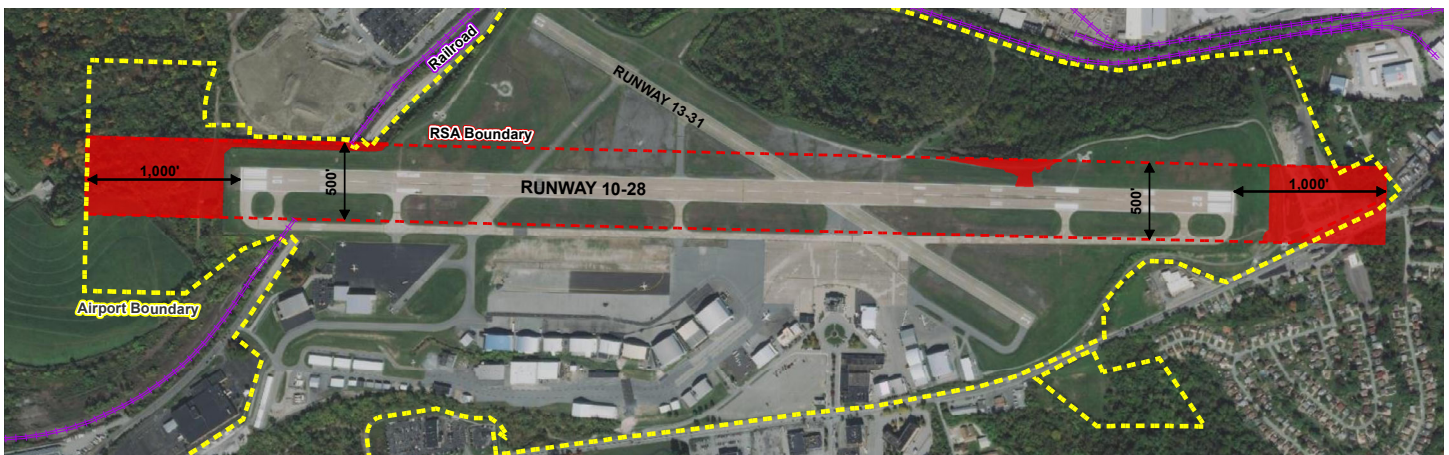 Railroad
RUNWAY 13-31
RSA Boundary
1,000'
500'
RUNWAY 10-28
500'
1,000'
Airport Boundary